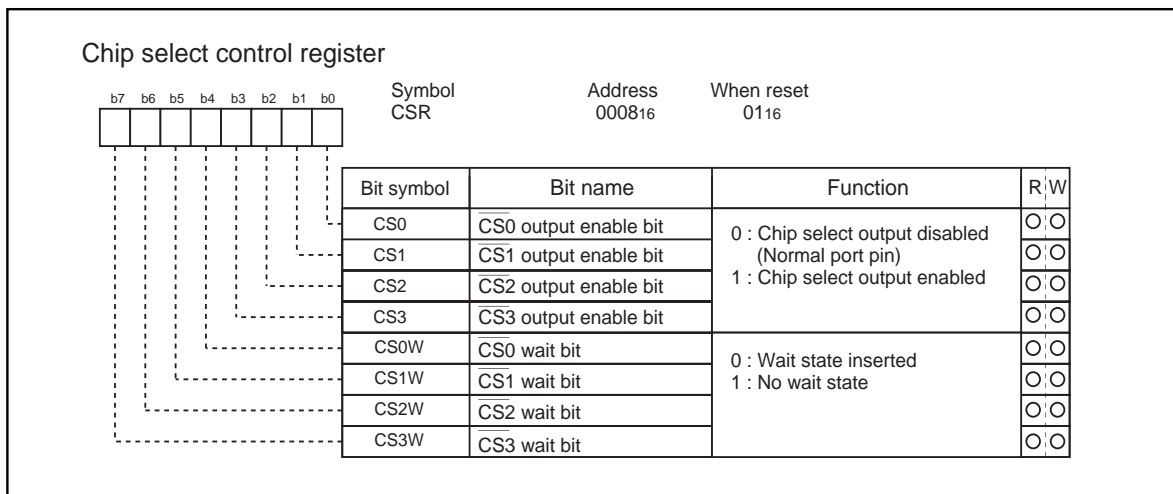 Chip select control register
b7 b6 b5 b4 b3 b2 b1 b0
Symbol Address When reset
CSR 000816 0116
Bit symbol Bit name Function R W
CS0 CS0 output enable bit
CS1 CS1 output enable bit
CS2 CS2 output enable bit
CS3 CS3 output enable bit
0 : Chip select output disabled
(Normal port pin)
1 : Chip select output enabled
CS0W CS0 wait bit
CS1W CS1 wait bit
CS2W CS2 wait bit
CS3W CS3 wait bit
0 : Wait state inserted
1 : No wait state